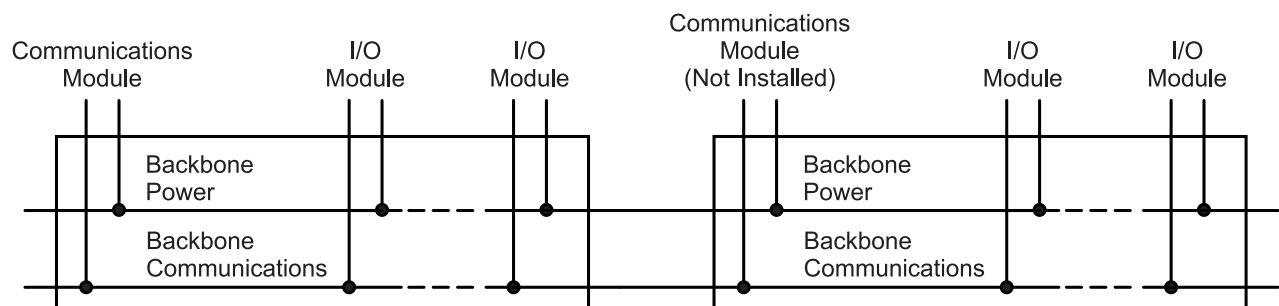 Communications
Module
I/O
Module
I/O
Module
Communications
Module
(Not Installed)
I/O
Module
I/O
Module
Backbone
Power
Backbone
Power
Backbone
Communications
Backbone
Communications